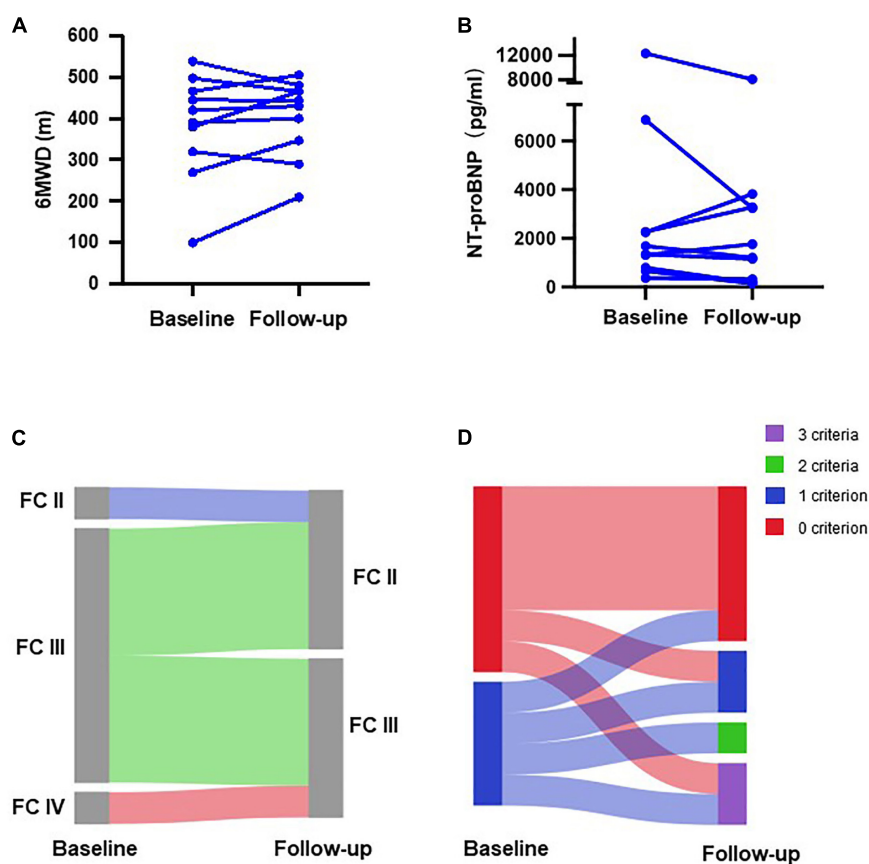 A
6MWD (m)
600
500
400
300
200
100
0
Baseline
Follow-up
B
NT-proBNP（pg/ml）
12000
8000
6000
4000
2000
0
Baseline
Follow-up
C
FC II
FC III
FC IV
FC II
FC III
Baseline
Follow-up
D
3 criteria
2 criteria
1 criterion
0 criterion
Baseline
Follow-up